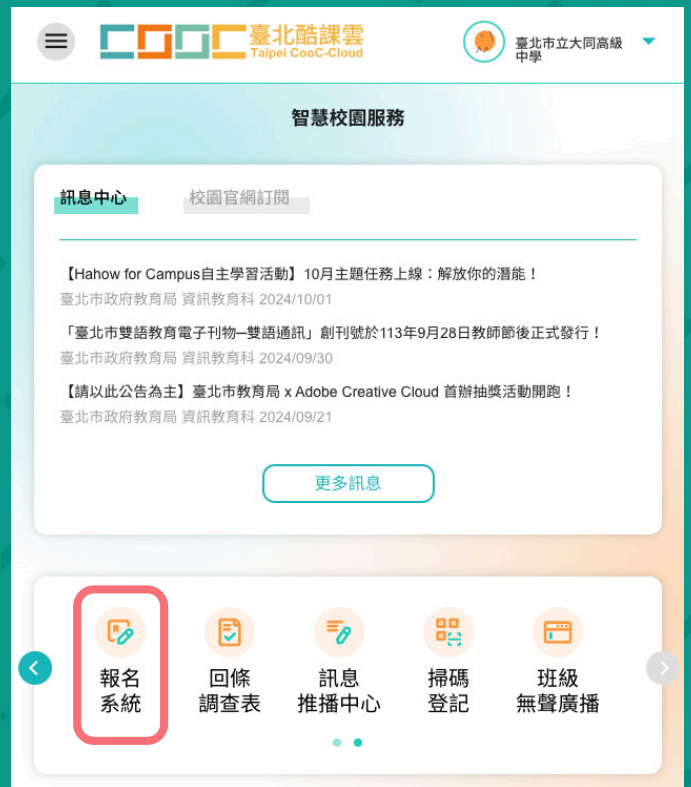 臺北酷課雲
Taipei CooC-Cloud
臺北市立大同高級
中學
智慧校園服務
訊息中心
校園官網訂閱
【Hahow for Campus自主學習活動】10月主題任務上線：解放你的潛能！
臺北市政府教育局 資訊教育科 2024/10/01
「臺北市雙語教育電子刊物─雙語通訊」創刊號於113年9月28日教師節後正式發行！
臺北市政府教育局 資訊教育科 2024/09/30
【請以此公告為主】臺北市教育局 x Adobe Creative Cloud 首辦抽獎活動開跑！
臺北市政府教育局 資訊教育科 2024/09/21
更多訊息
報名
系統
回條
調查表
訊息
推播中心
掃碼
登記
班級
無聲廣播